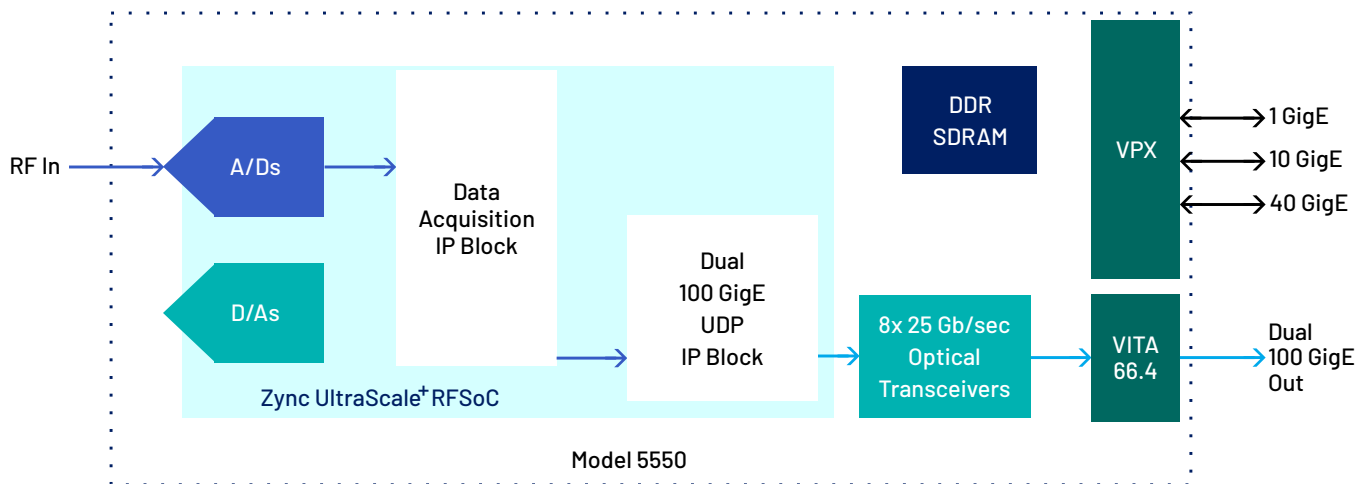 RF In
A/Ds
D/As
Data
Acquisition
IP Block
Zync UltraScale+ RFSoC
Dual
100 GigE
UDP
IP Block
DDR
SDRAM
8x 25 Gb/sec
Optical
Transceivers
VPX
VITA
66.4
1 GigE
10 GigE
40 GigE
Dual
100 GigE
Out
Model 5550